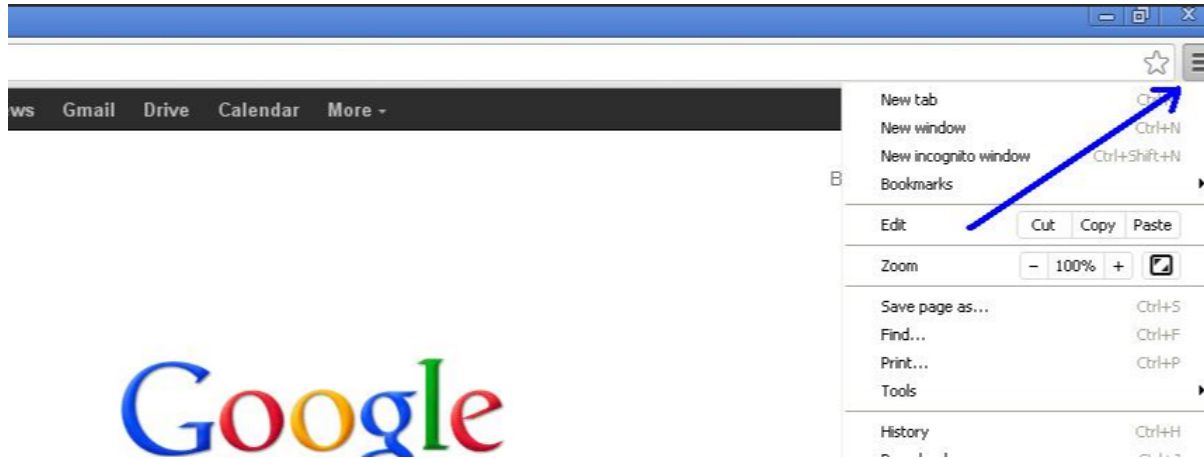 Gmail Drive Calendar More
New tab
New window Ctrl+N
New incognito window Ctrl+Shift+N
B
Bookmarks
Edit Cut Copy Paste
Zoom - 100% +
Save page as... Ctrl+S
Find... Ctrl+F
Print... Ctrl+P
Tools
Google
History Ctrl+H